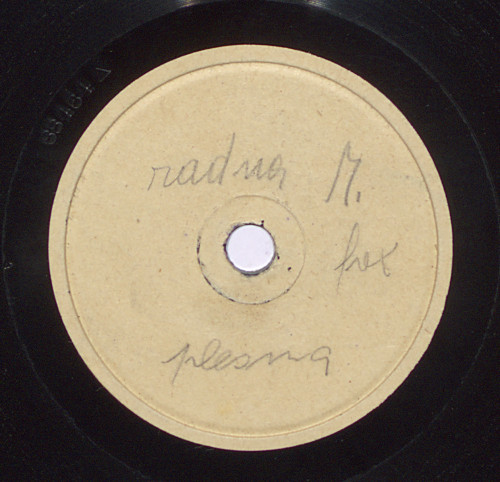 radna M.
fox
plesna